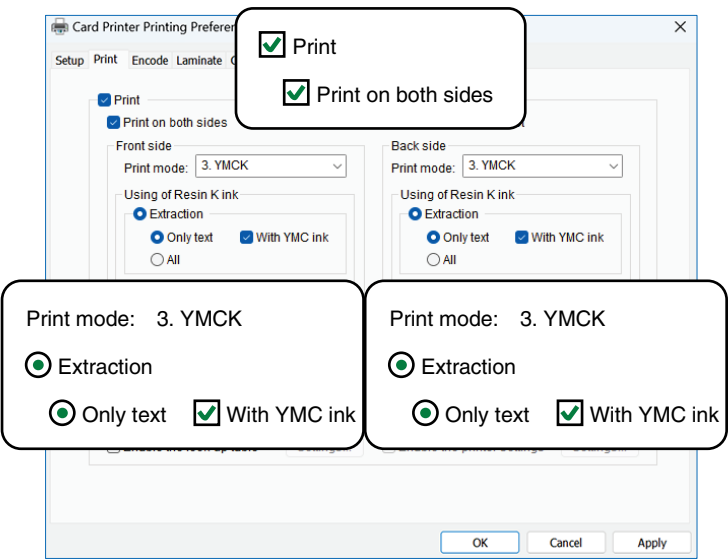 Card Printer Printing Prefere
Setup Print Encode Laminate
Print
Print on both sides
Print
Print on both sides
Front side
Print mode: 3. YMCK
Using of Resin K ink
Extraction
Only text With YMC ink
All
Back side
Print mode: 3. YMCK
Using of Resin K ink
Extraction
Only text With YMC ink
All
Print mode: 3. YMCK
Extraction
Only text With YMC ink
Print mode: 3. YMCK
Extraction
Only text With YMC ink
OK Cancel Apply